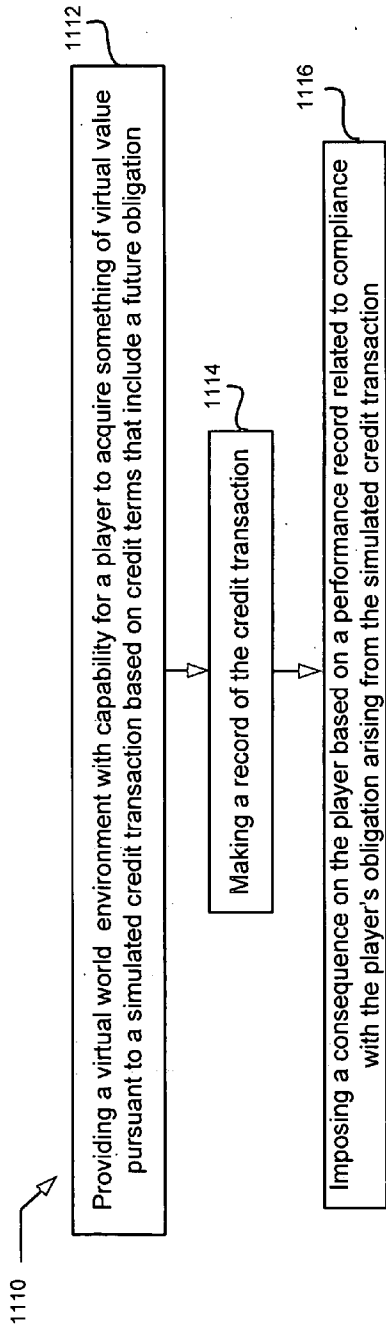 1110
1112
Providing a virtual world environment with capability for a player to acquire something of virtual value
pursuant to a simulated credit transaction based on credit terms that include a future obligation
1114
Making a record of the credit transaction
1116
Imposing a consequence on the player based on a performance record related to compliance
with the player's obligation arising from the simulated credit transaction